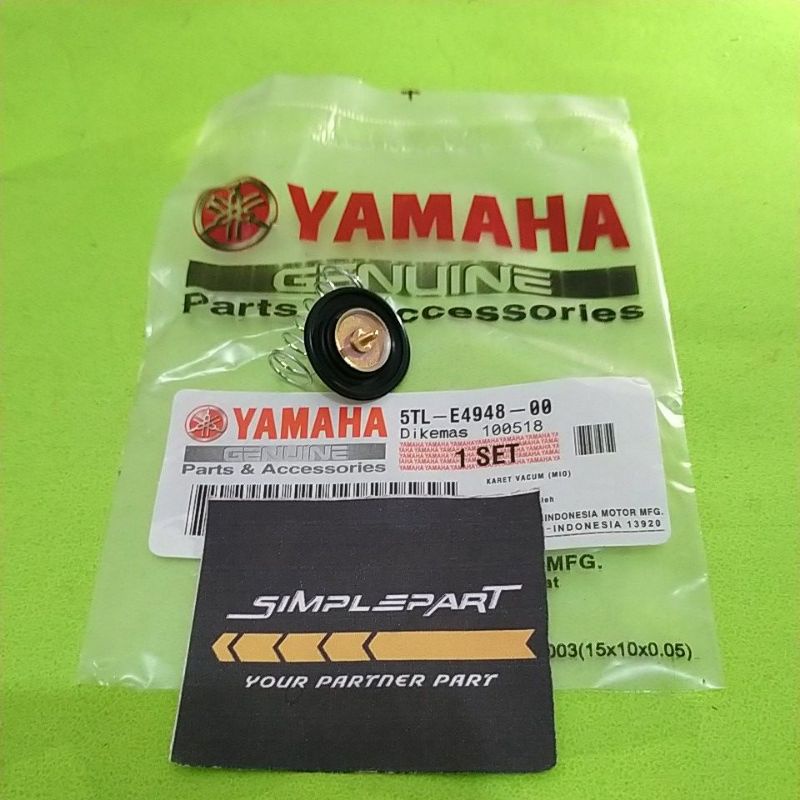 YAMAHA
GENUINE
Parts & Accessories
YAMAHA
GENUINE
Parts & Accessories
5TL-E4948-00
Dikemas 100518
1 SET
KARET VACUM (MIO)
INDONESIA MOTOR MFG.
-INDONESIA 13920
MFG.
003(15x10x0.05)
SIMPLEPART
YOUR PARTNER PART